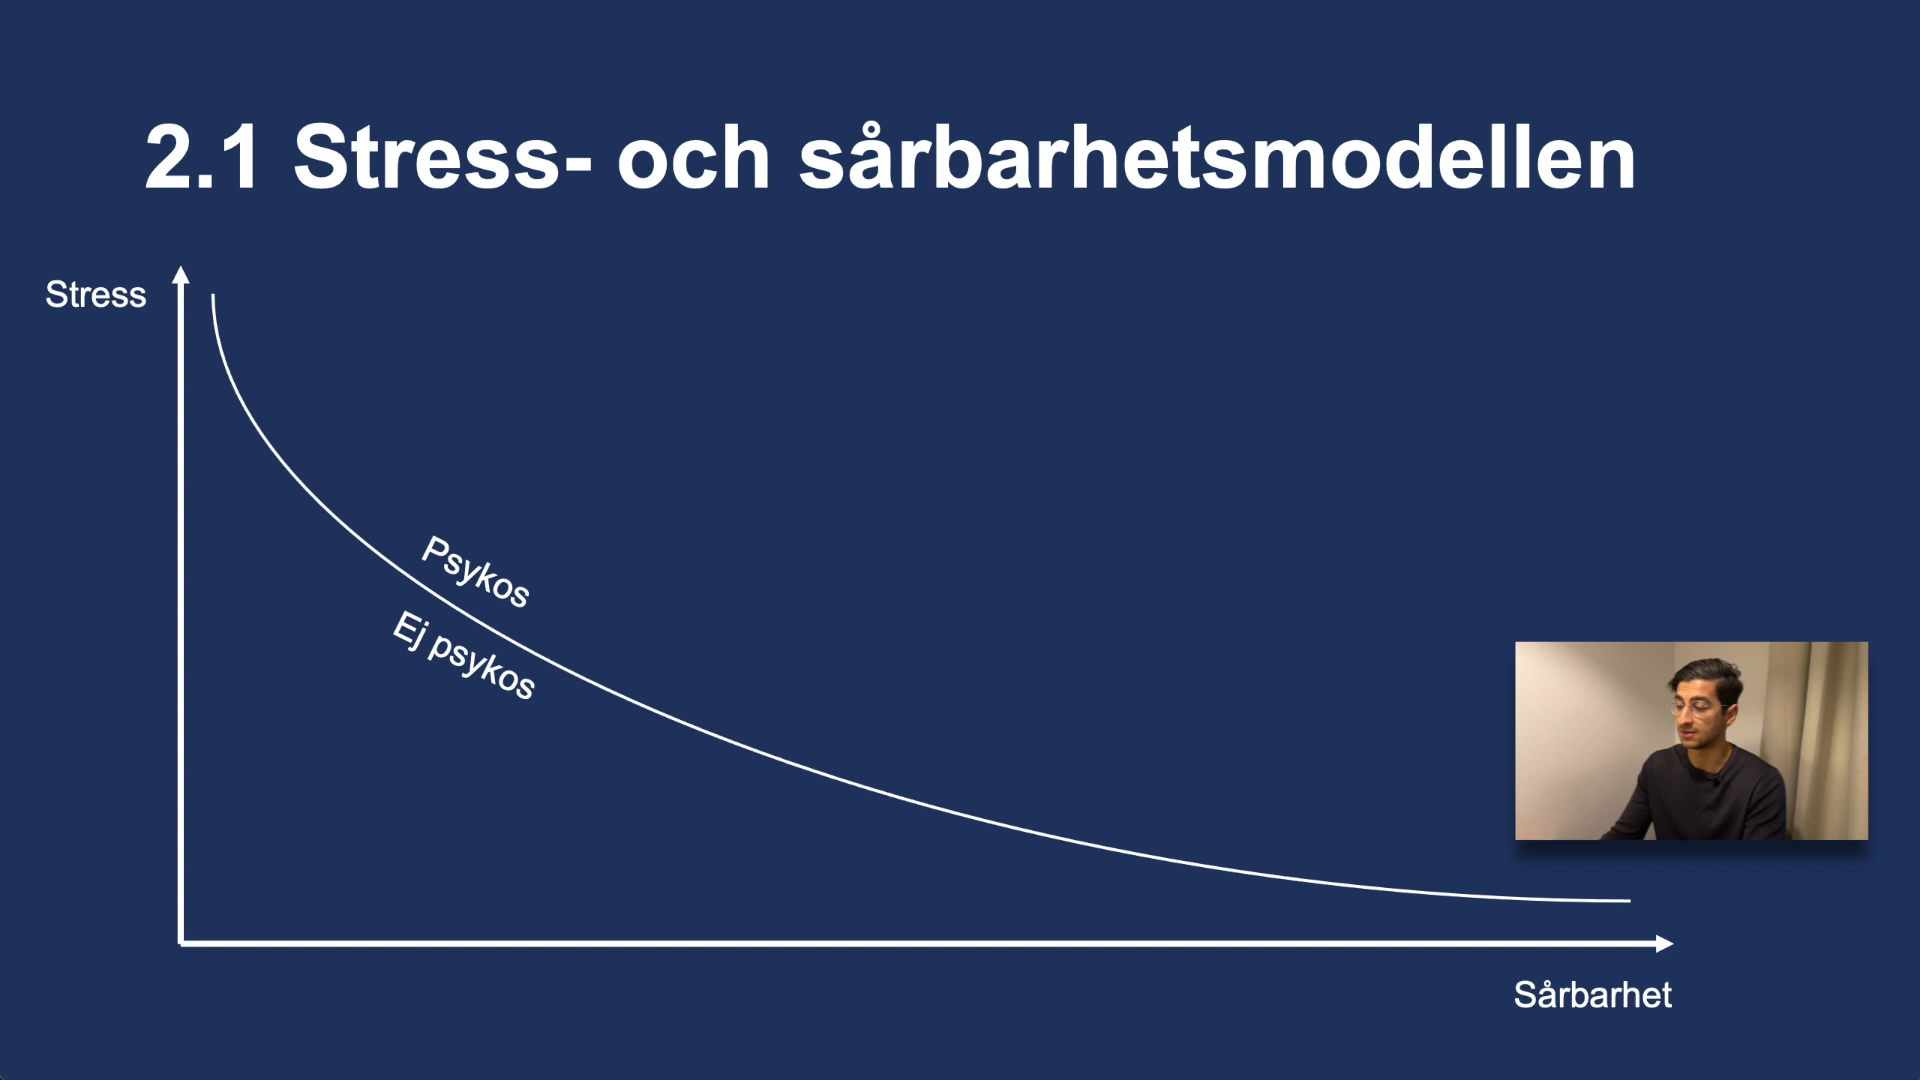 2.1 Stress- och sårbarhetsmodellen
Stress
Psykos
Ej psykos
Sårbarhet